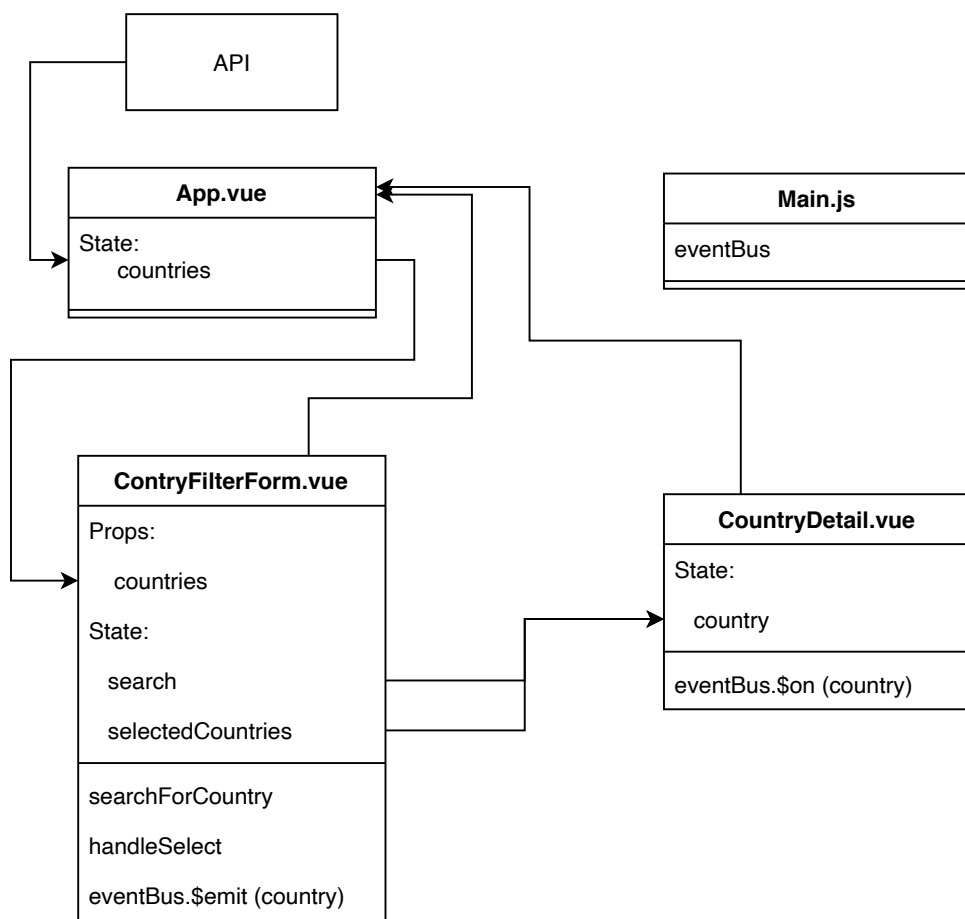 API
App.vue
State:
countries
Main.js
eventBus
ContryFilterForm.vue
Props:
countries
State:
search
selectedCountries
searchForCountry
handleSelect
eventBus.$emit (country)
CountryDetail.vue
State:
country
eventBus.$on (country)